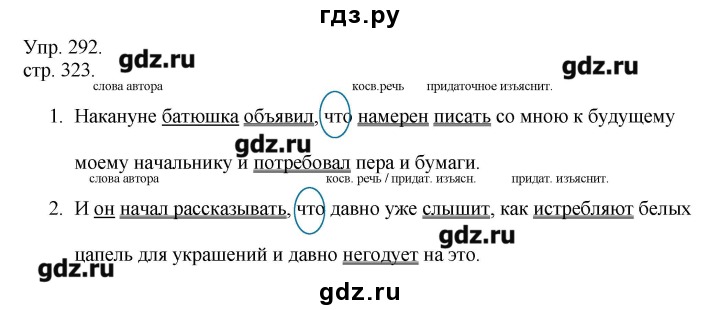 гдз.ру
Упр. 292.
стр. 323.
gdz.ru
gdz.ru
слова автора косв.речь придаточное изъяснит.
1. Накануне батюшка объявил, что намерен писать со мною к будущему
gdz.ru
моему начальнику и потребовал пера и бумаги.
слова автора косв. речь / придат. изъясн. придат. изъяснит.
2. И он начал рассказывать, что давно уже слышит, как истребляют белых
gdz.ru
цапель для украшений и давно негодует на это.
gdz.ru
gdz.ru